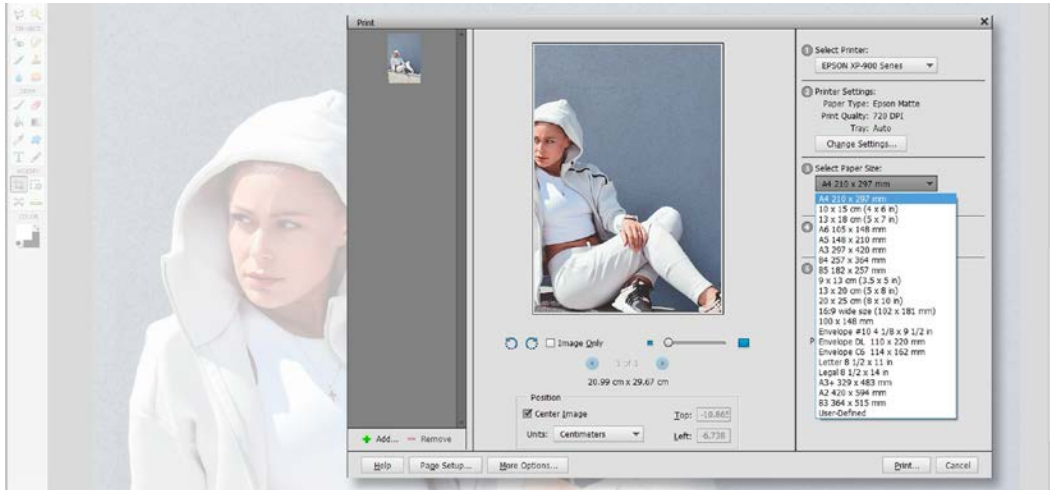 Print
DRAW
MODIFY
COLOR
Add...
Remove
Image Only
1 of 1
20.99 cm x 29.67 cm
Position
Center Image
Top: -10.865
Units: Centimeters
Left: -6.738
1 Select Printer:
EPSON XP-900 Series
2 Printer Settings:
Paper Type: Epson Matte
Print Quality: 720 DPI
Tray: Auto
Change Settings...
3 Select Paper Size:
A4 210 x 297 mm
A4 210 x 297 mm
10 x 15 cm (4 x 6 in)
13 x 18 cm (5 x 7 in)
A6 105 x 148 mm
A5 148 x 210 mm
A3 297 x 420 mm
B4 257 x 364 mm
B5 182 x 257 mm
9 x 13 cm (3.5 x 5 in)
13 x 20 cm (5 x 8 in)
20 x 25 cm (8 x 10 in)
16:9 wide size (102 x 181 mm)
100 x 148 mm
Envelope #10 4 1/8 x 9 1/2 in
Envelope DL 110 x 220 mm
Envelope C6 114 x 162 mm
Letter 8 1/2 x 11 in
Legal 8 1/2 x 14 in
A3+ 329 x 483 mm
A2 420 x 594 mm
B3 364 x 515 mm
User-Defined
4
5
P
Help
Page Setup...
More Options...
Print...
Cancel